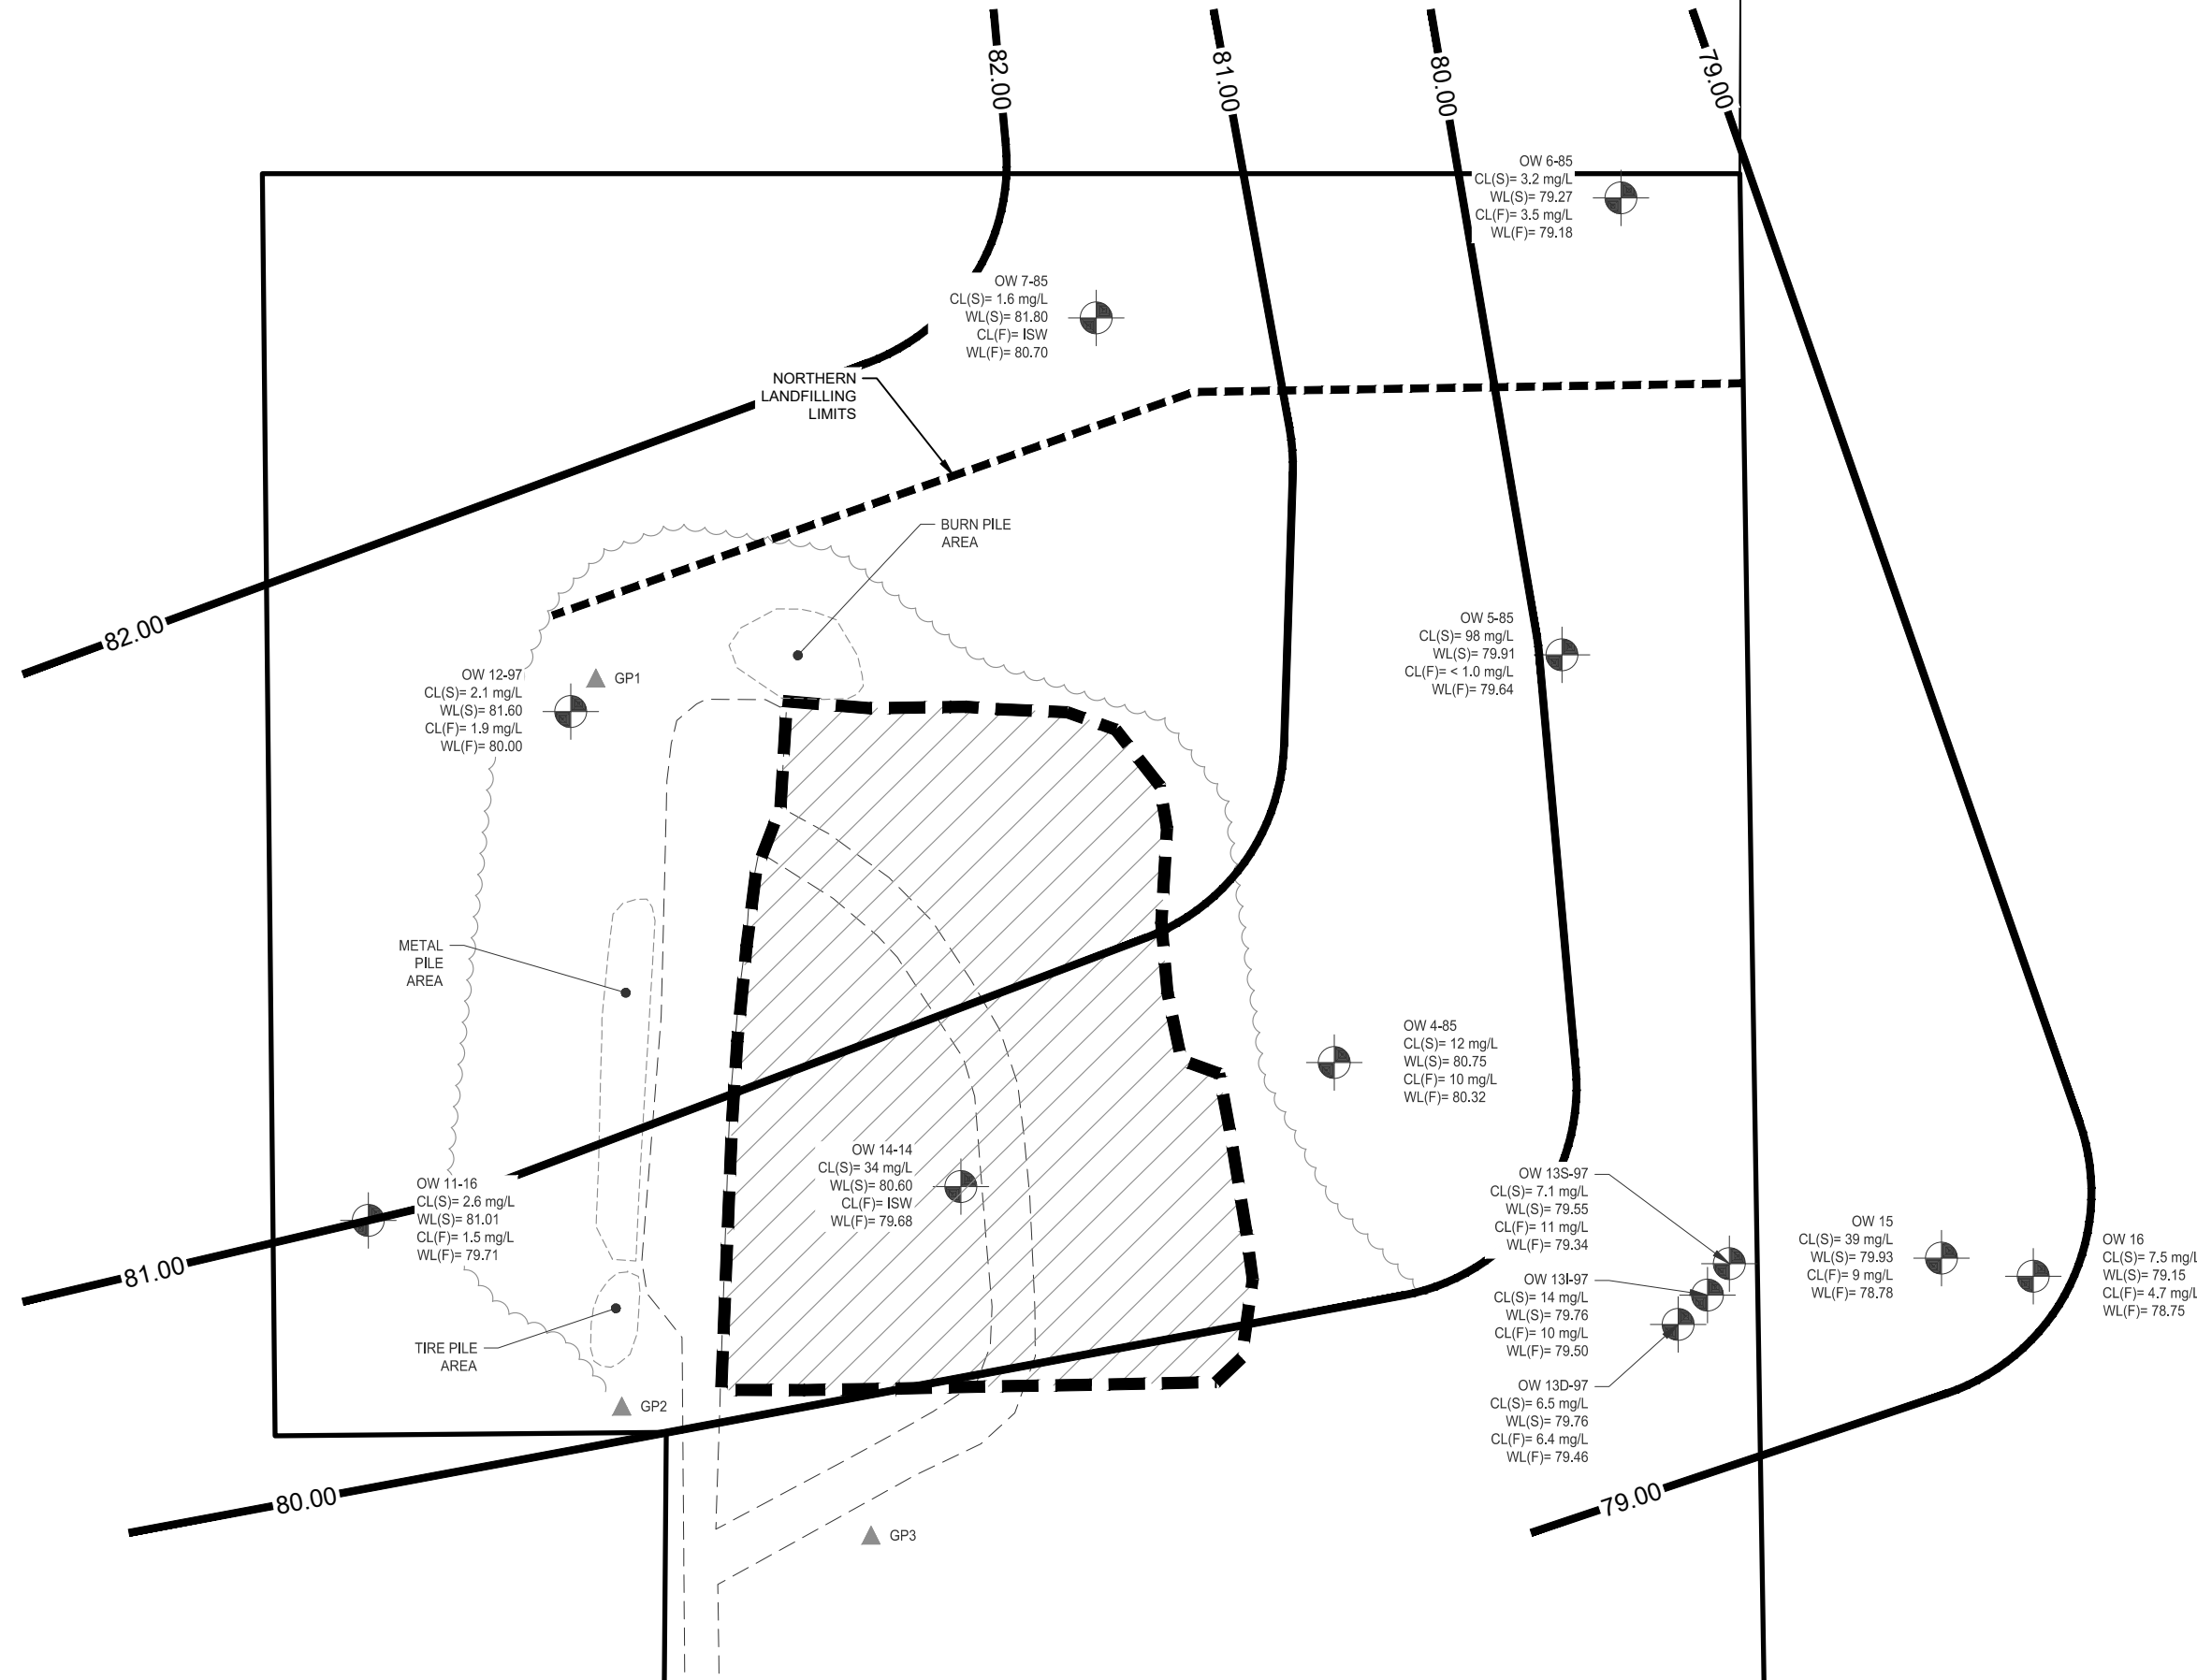 82.00
81.00
80.00
79.00
OW 6-85
CL(S)= 3.2 mg/L
WL(S)= 79.27
CL(F)= 3.5 mg/L
WL(F)= 79.18
OW 7-85
CL(S)= 1.6 mg/L
WL(S)= 81.80
CL(F)= ISW
WL(F)= 80.70
NORTHERN
LANDFILLING
LIMITS
BURN PILE
AREA
82.00
OW 5-85
CL(S)= 98 mg/L
WL(S)= 79.91
CL(F)= < 1.0 mg/L
WL(F)= 79.64
OW 12-97
CL(S)= 2.1 mg/L
WL(S)= 81.60
CL(F)= 1.9 mg/L
WL(F)= 80.00
GP1
METAL
PILE
AREA
OW 4-85
CL(S)= 12 mg/L
WL(S)= 80.75
CL(F)= 10 mg/L
WL(F)= 80.32
OW 14-14
CL(S)= 34 mg/L
WL(S)= 80.60
CL(F)= ISW
WL(F)= 79.68
OW 11-16
CL(S)= 2.6 mg/L
WL(S)= 81.01
CL(F)= 1.5 mg/L
WL(F)= 79.71
81.00
OW 13S-97
CL(S)= 7.1 mg/L
WL(S)= 79.55
CL(F)= 11 mg/L
WL(F)= 79.34
OW 15
CL(S)= 39 mg/L
WL(S)= 79.93
CL(F)= 9 mg/L
WL(F)= 78.78
OW 16
CL(S)= 7.5 mg/L
WL(S)= 79.15
CL(F)= 4.7 mg/L
WL(F)= 78.75
OW 13I-97
CL(S)= 14 mg/L
WL(S)= 79.76
CL(F)= 10 mg/L
WL(F)= 79.50
TIRE PILE
AREA
OW 13D-97
CL(S)= 6.5 mg/L
WL(S)= 79.76
CL(F)= 6.4 mg/L
WL(F)= 79.46
GP2
80.00
79.00
GP3